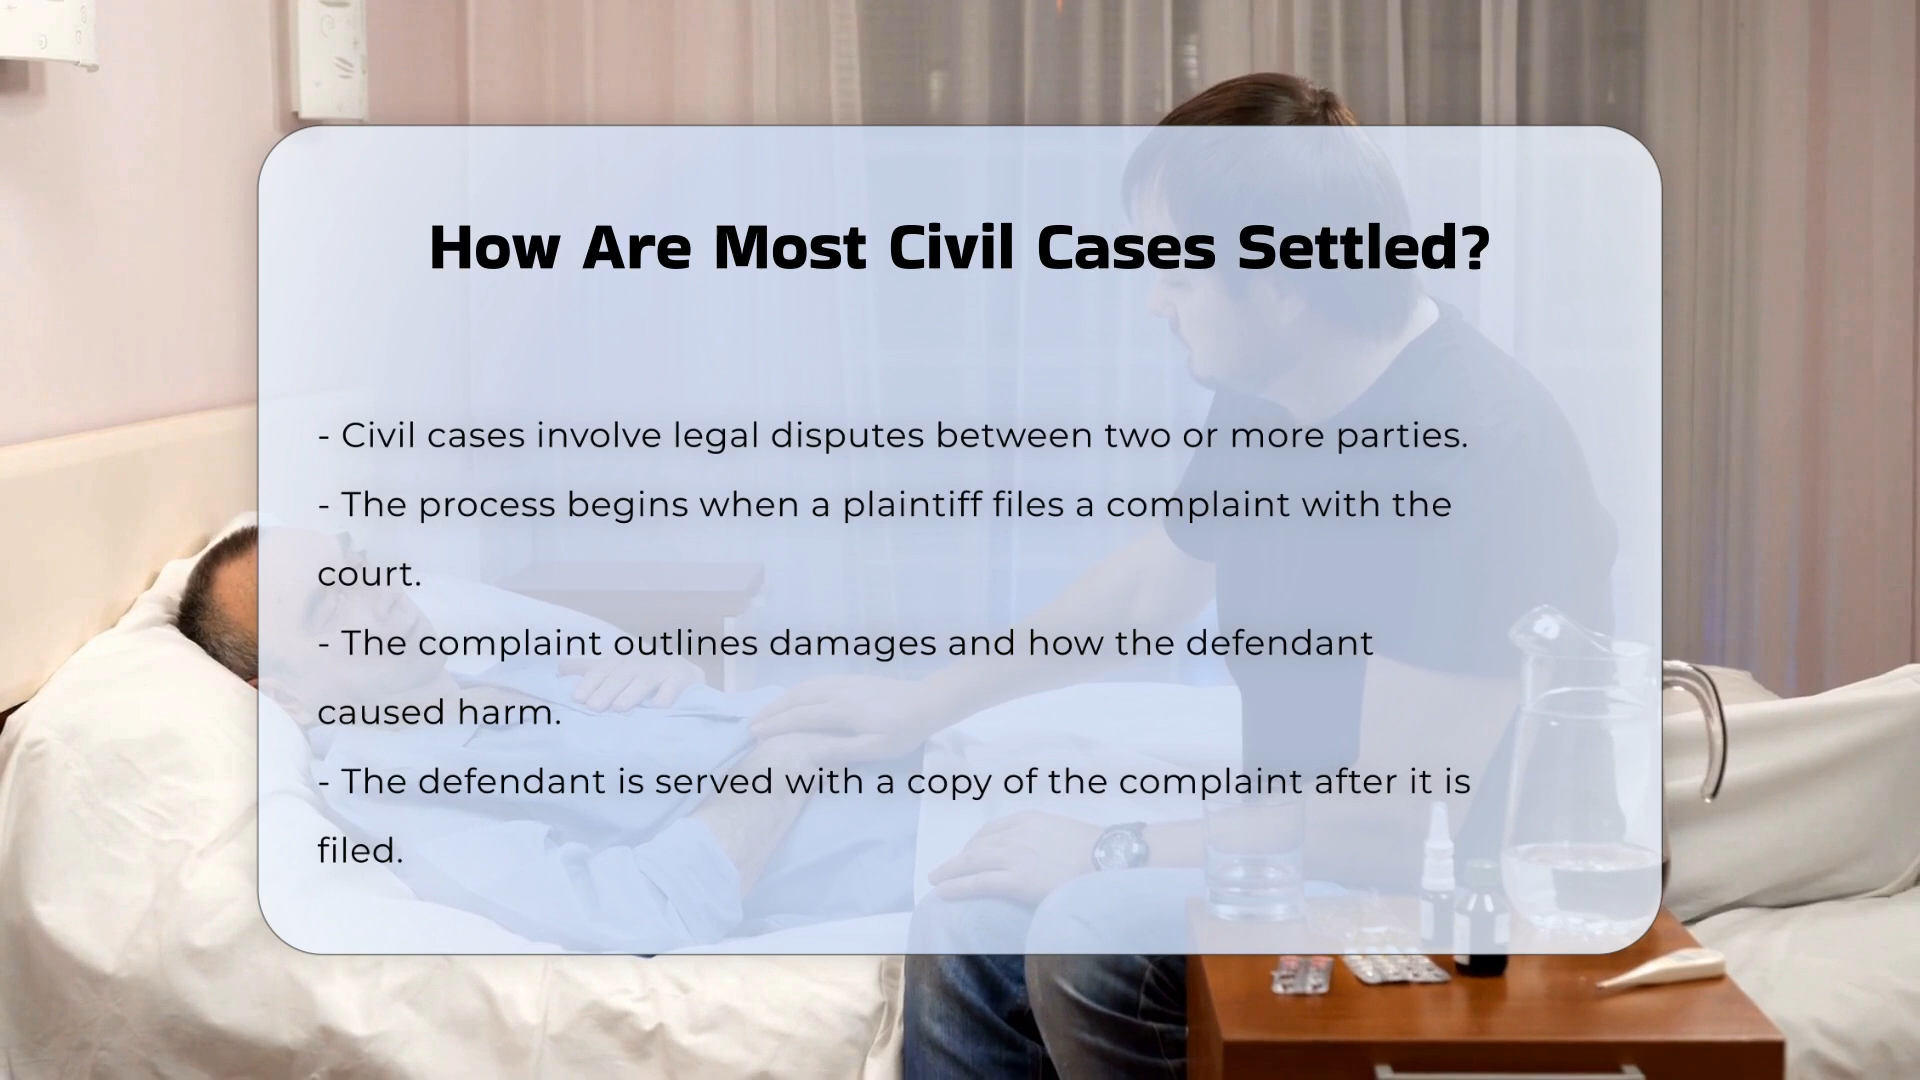 How Are Most Civil Cases Settled?
- Civil cases involve legal disputes between two or more parties.
- The process begins when a plaintiff files a complaint with the
court.
- The complaint outlines damages and how the defendant
caused harm.
- The defendant is served with a copy of the complaint after it is
filed.